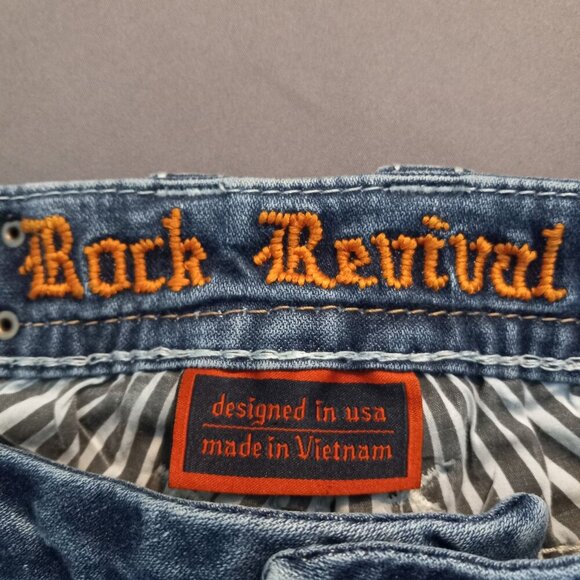 Rock Revival
designed in usa
made in Vietnam